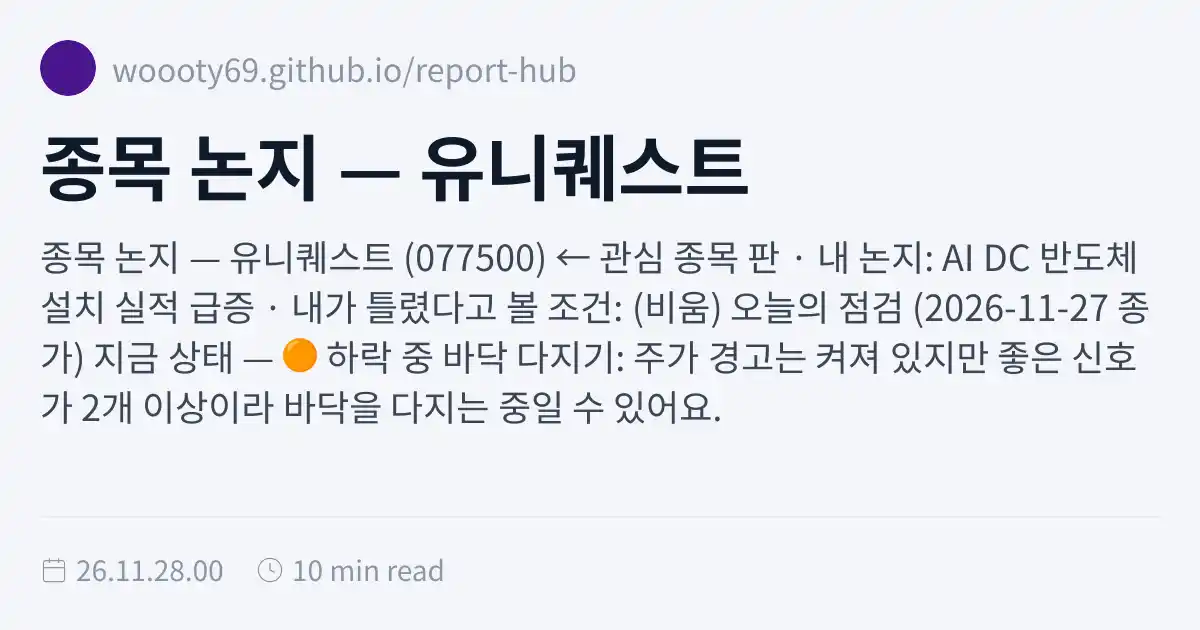 woooty69.github.io/report-hub
종목 논지 — 유니퀘스트
종목 논지 — 유니퀘스트 (077500) ← 관심 종목 판 · 내 논지: AI DC 반도체
설치 실적 급증 · 내가 틀렸다고 볼 조건: (비움) 오늘의 점검 (2026-11-27 종
가) 지금 상태 — 🟠 하락 중 바닥 다지기: 주가 경고는 켜져 있지만 좋은 신호
가 2개 이상이라 바닥을 다지는 중일 수 있어요.
26.11.28.00 10 min read